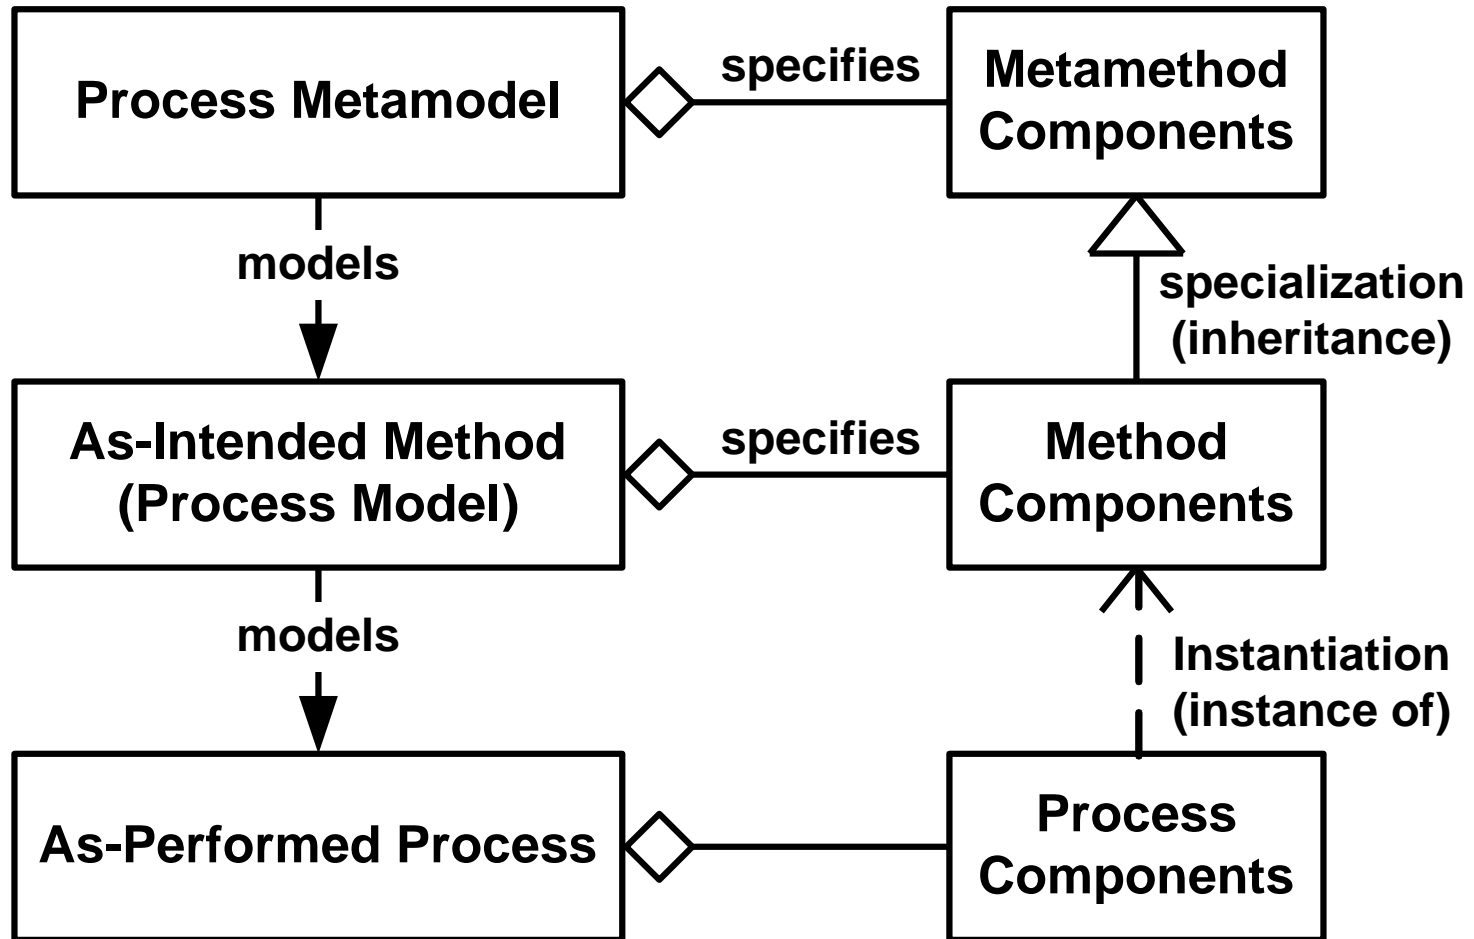 Process Metamodel
specifies
Metamethod
Components
models
specialization
(inheritance)
As-Intended Method
(Process Model)
specifies
Method
Components
models
Instantiation
(instance of)
As-Performed Process
Process
Components